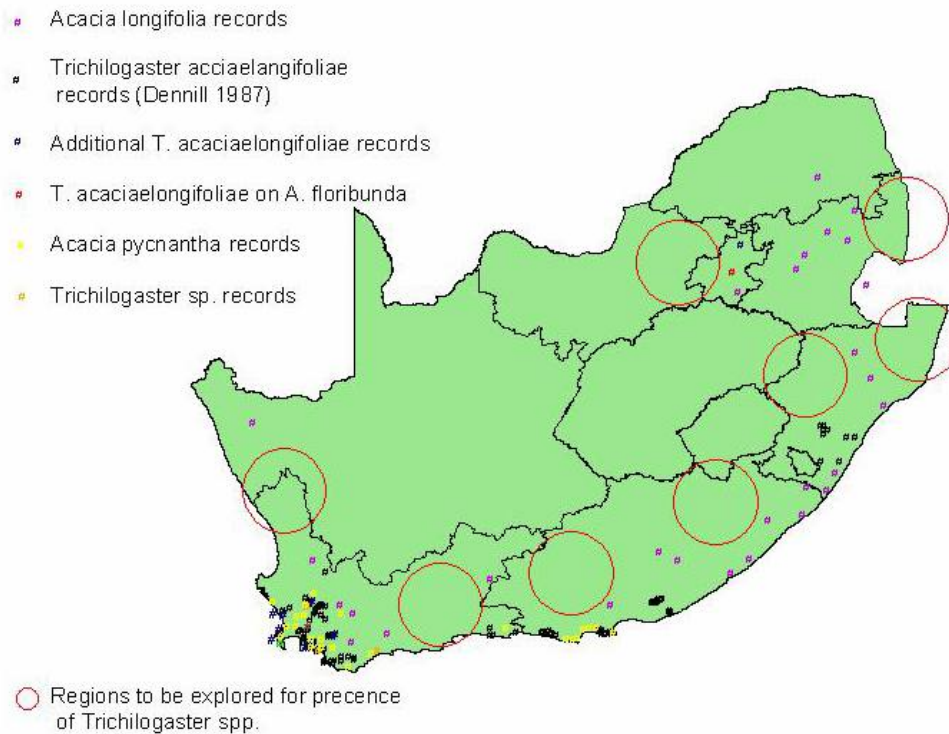 Acacia longifolia records
Trichilogaster acciaelangifoliae
records (Dennill 1987)
Additional T. acaciaelongifoliae records
T. acaciaelongifoliae on A. floribunda
Acacia pycnantha records
Trichilogaster sp. records
Regions to be explored for precence
of Trichilogaster spp.